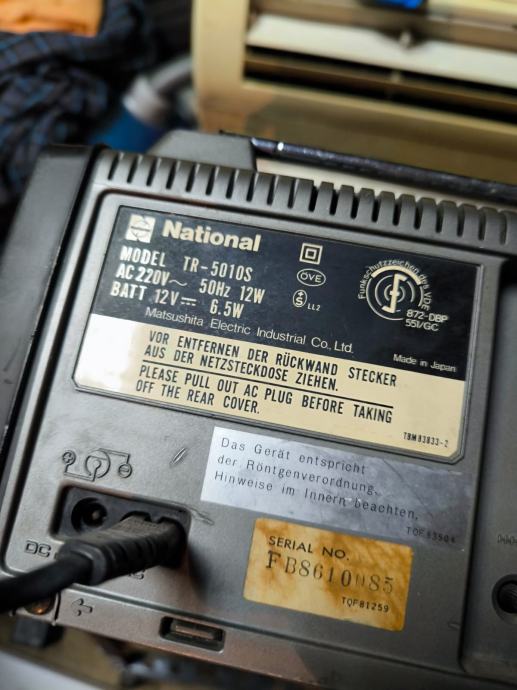 National
MODEL TR-5010S
AC 220V~ 50Hz 12W
BATT 12V⎓ 6.5W
Matsushita Electric Industrial Co., Ltd.
ÖVE
S LL2
Funkschutzzeichen des VDE
872-DBP
551/GC
Made in Japan
VOR ENTFERNEN DER RÜCKWAND STECKER
AUS DER NETZSTECKDOSE ZIEHEN.
PLEASE PULL OUT AC PLUG BEFORE TAKING
OFF THE REAR COVER.
TBM83833-2
Das Gerät entspricht
der Röntgenverordnung.
Hinweise im Innern beachten.
TQF83504
DC
SERIAL NO.
FB8610085
TQF81259